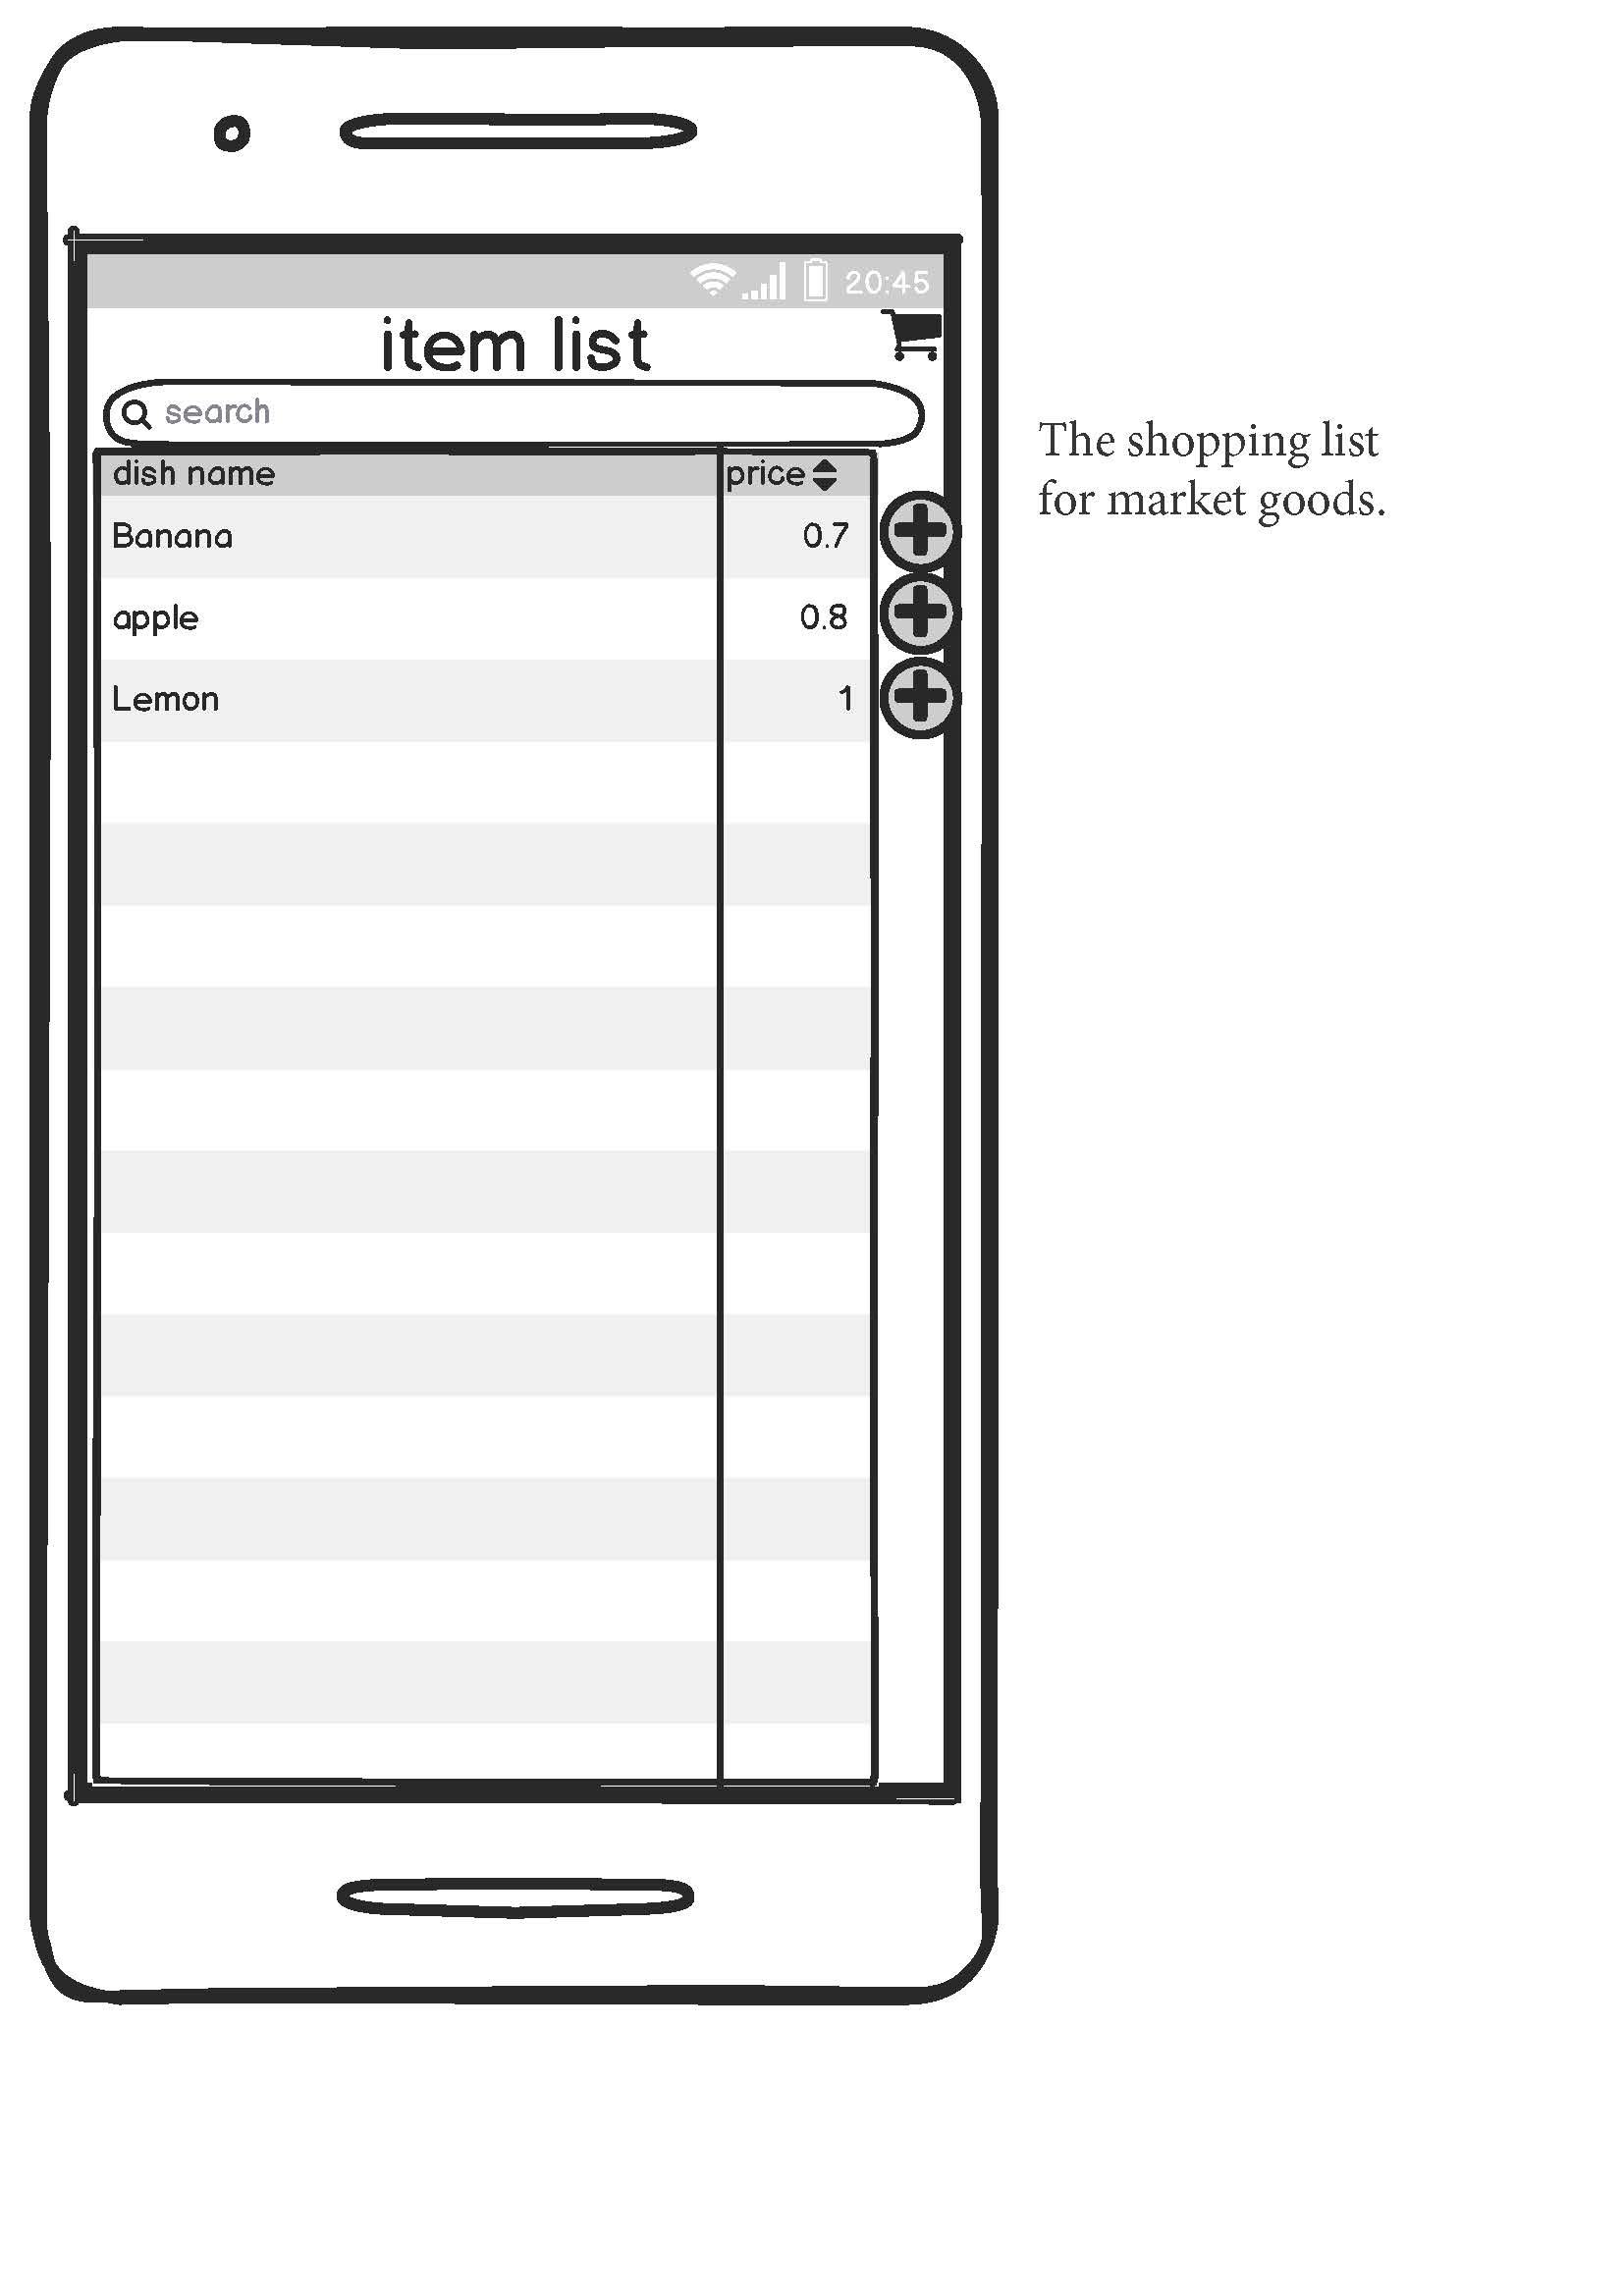 20:45
item list
search
dish name price
Banana 0.7
apple 0.8
Lemon 1
The shopping list
for market goods.